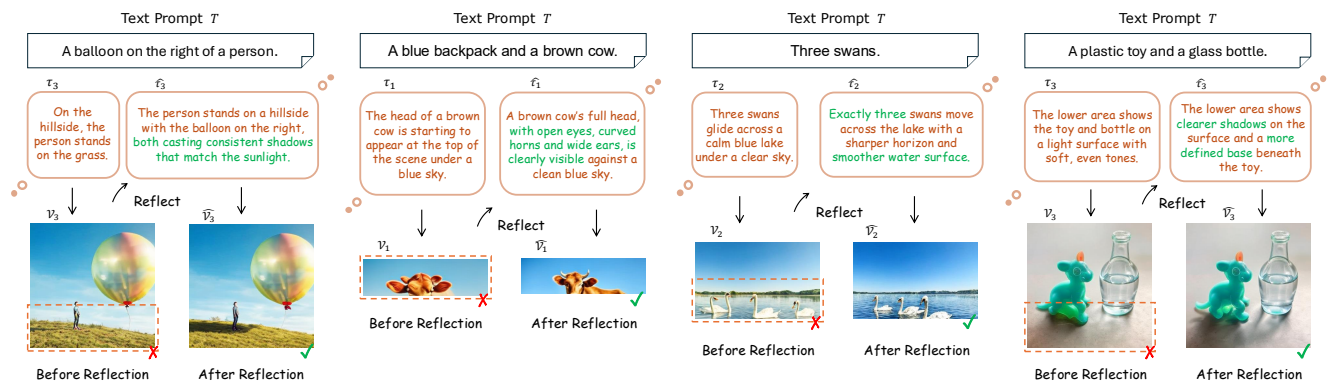 Text Prompt T
A balloon on the right of a person.
τ3
τ̂3
On the
hillside, the
person stands
on the grass.
The person stands on a hillside
with the balloon on the right,
both casting consistent shadows
that match the sunlight.
Reflect
𝒱3
𝒱̂3
Before Reflection
After Reflection
Text Prompt T
A blue backpack and a brown cow.
τ1
τ̂1
The head of a brown
cow is starting to
appear at the top of
the scene under a
blue sky.
A brown cow's full head,
with open eyes, curved
horns and wide ears, is
clearly visible against a
clean blue sky.
Reflect
𝒱1
𝒱̂1
Before Reflection
After Reflection
Text Prompt T
Three swans.
τ2
τ̂2
Three swans
glide across a
calm blue lake
under a clear sky.
Exactly three swans move
across the lake with a
sharper horizon and
smoother water surface.
Reflect
𝒱2
𝒱̂2
Before Reflection
After Reflection
Text Prompt T
A plastic toy and a glass bottle.
τ3
τ̂3
The lower area shows
the toy and bottle on
a light surface with
soft, even tones.
The lower area shows
clearer shadows on the
surface and a more
defined base beneath
the toy.
Reflect
𝒱3
𝒱̂3
Before Reflection
After Reflection